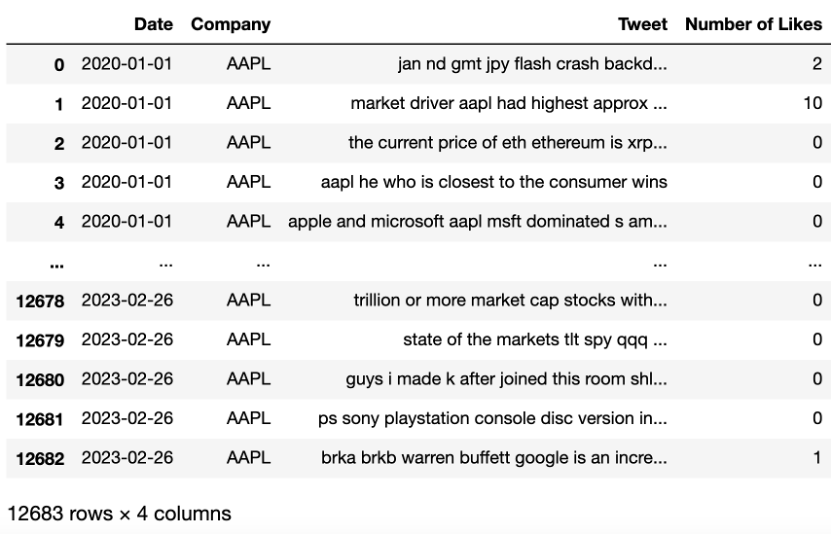 Date Company Tweet Number of Likes
0 2020-01-01 AAPL jan nd gmt jpy flash crash backd... 2
1 2020-01-01 AAPL market driver aapl had highest approx ... 10
2 2020-01-01 AAPL the current price of eth ethereum is xrp... 0
3 2020-01-01 AAPL aapl he who is closest to the consumer wins 0
4 2020-01-01 AAPL apple and microsoft aapl msft dominated s am... 0
... ... ... ... ...
12678 2023-02-26 AAPL trillion or more market cap stocks with... 0
12679 2023-02-26 AAPL state of the markets tlt spy qqq ... 0
12680 2023-02-26 AAPL guys i made k after joined this room shl... 0
12681 2023-02-26 AAPL ps sony playstation console disc version in... 0
12682 2023-02-26 AAPL brka brkb warren buffett google is an incre... 1
12683 rows × 4 columns